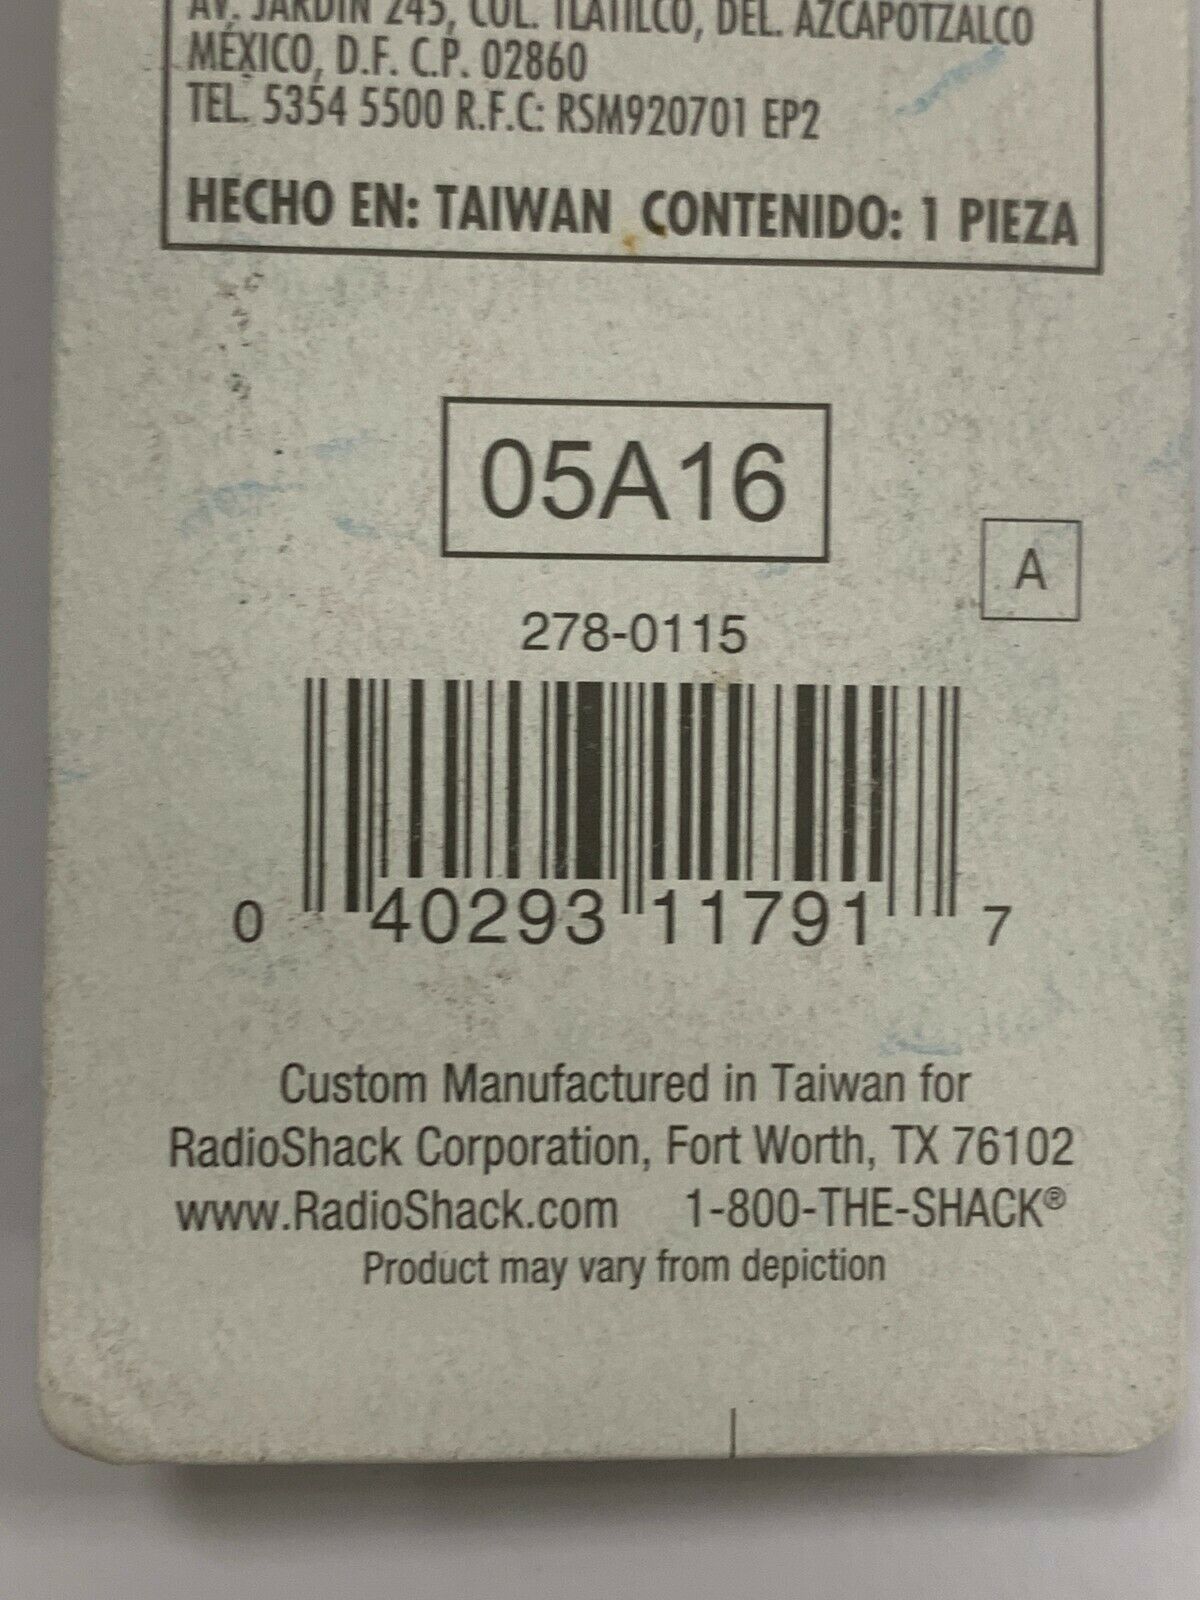 AV. JARDÍN 245, COL. TLATILCO, DEL. AZCAPOTZALCO
MÉXICO, D.F. C.P. 02860
TEL. 5354 5500 R.F.C: RSM920701 EP2
HECHO EN: TAIWAN CONTENIDO: 1 PIEZA
05A16
A
278-0115
0 40293 11791 7
Custom Manufactured in Taiwan for
RadioShack Corporation, Fort Worth, TX 76102
www.RadioShack.com 1-800-THE-SHACK®
Product may vary from depiction